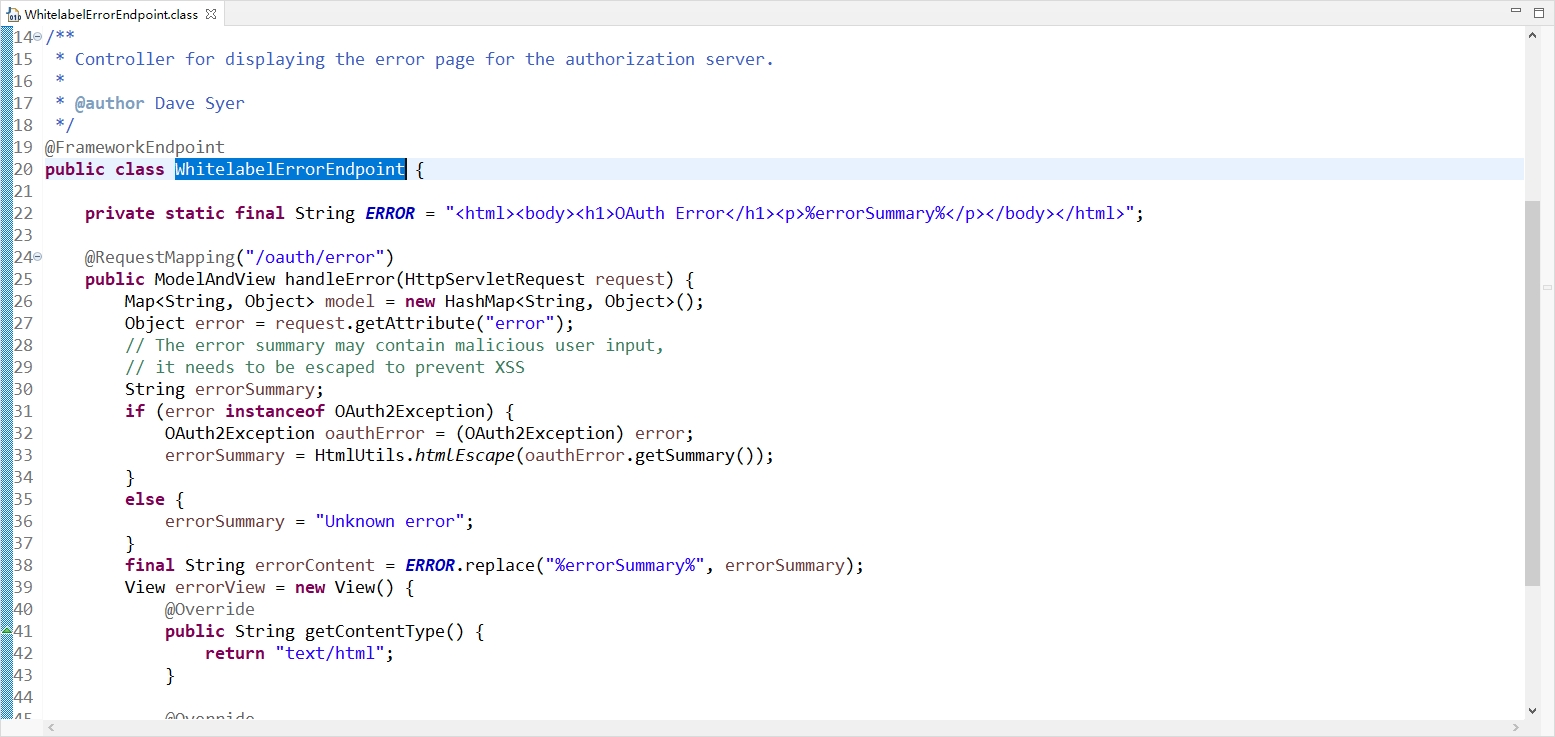 WhitelabelErrorEndpoint.class
14 /**
15  * Controller for displaying the error page for the authorization server.
16  *
17  * @author Dave Syer
18  */
19 @FrameworkEndpoint
20 public class WhitelabelErrorEndpoint {
21
22     private static final String ERROR = "<html><body><h1>OAuth Error</h1><p>%errorSummary%</p></body></html>";
23
24     @RequestMapping("/oauth/error")
25     public ModelAndView handleError(HttpServletRequest request) {
26         Map<String, Object> model = new HashMap<String, Object>();
27         Object error = request.getAttribute("error");
28         // The error summary may contain malicious user input,
29         // it needs to be escaped to prevent XSS
30         String errorSummary;
31         if (error instanceof OAuth2Exception) {
32             OAuth2Exception oauthError = (OAuth2Exception) error;
33             errorSummary = HtmlUtils.htmlEscape(oauthError.getSummary());
34         }
35         else {
36             errorSummary = "Unknown error";
37         }
38         final String errorContent = ERROR.replace("%errorSummary%", errorSummary);
39         View errorView = new View() {
40             @Override
41             public String getContentType() {
42                 return "text/html";
43             }
44
45             @Override